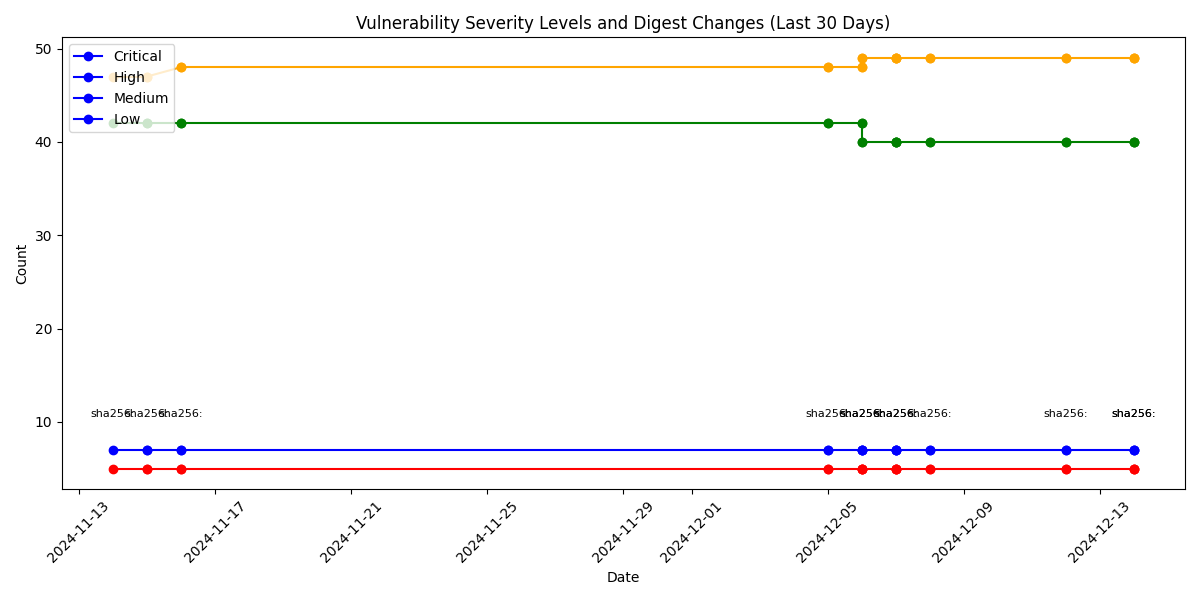 Vulnerability Severity Levels and Digest Changes (Last 30 Days)
Critical
High
Medium
Low
50
40
30
20
10
Count
sha256: sha256: sha256: sha256: sha256: sha256: sha256: sha256: sha256:
2024-11-13 2024-11-17 2024-11-21 2024-11-25 2024-11-29 2024-12-01 2024-12-05 2024-12-09 2024-12-13
Date